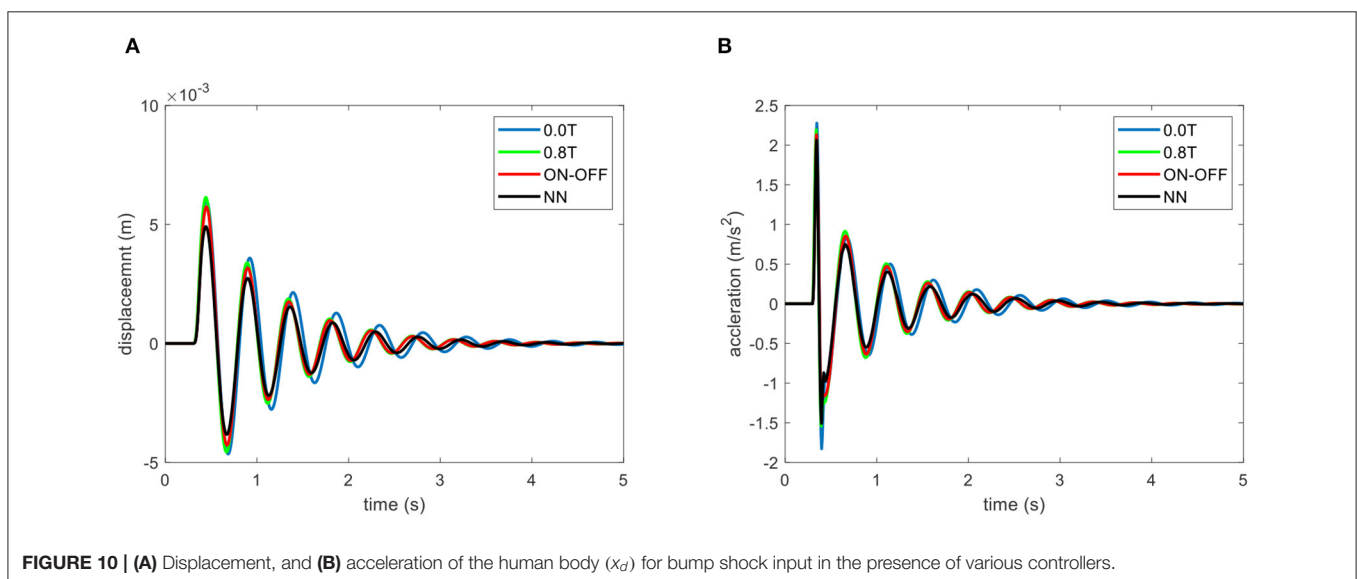 A
×10⁻³
10
5
0
-5
displaceemnt (m)
0 1 2 3 4 5
time (s)
0.0T
0.8T
ON-OFF
NN
B
2.5
2
1.5
1
0.5
0
-0.5
-1
-1.5
-2
accleration (m/s²)
0 1 2 3 4 5
time (s)
0.0T
0.8T
ON-OFF
NN
FIGURE 10 | (A) Displacement, and (B) acceleration of the human body (x_d) for bump shock input in the presence of various controllers.